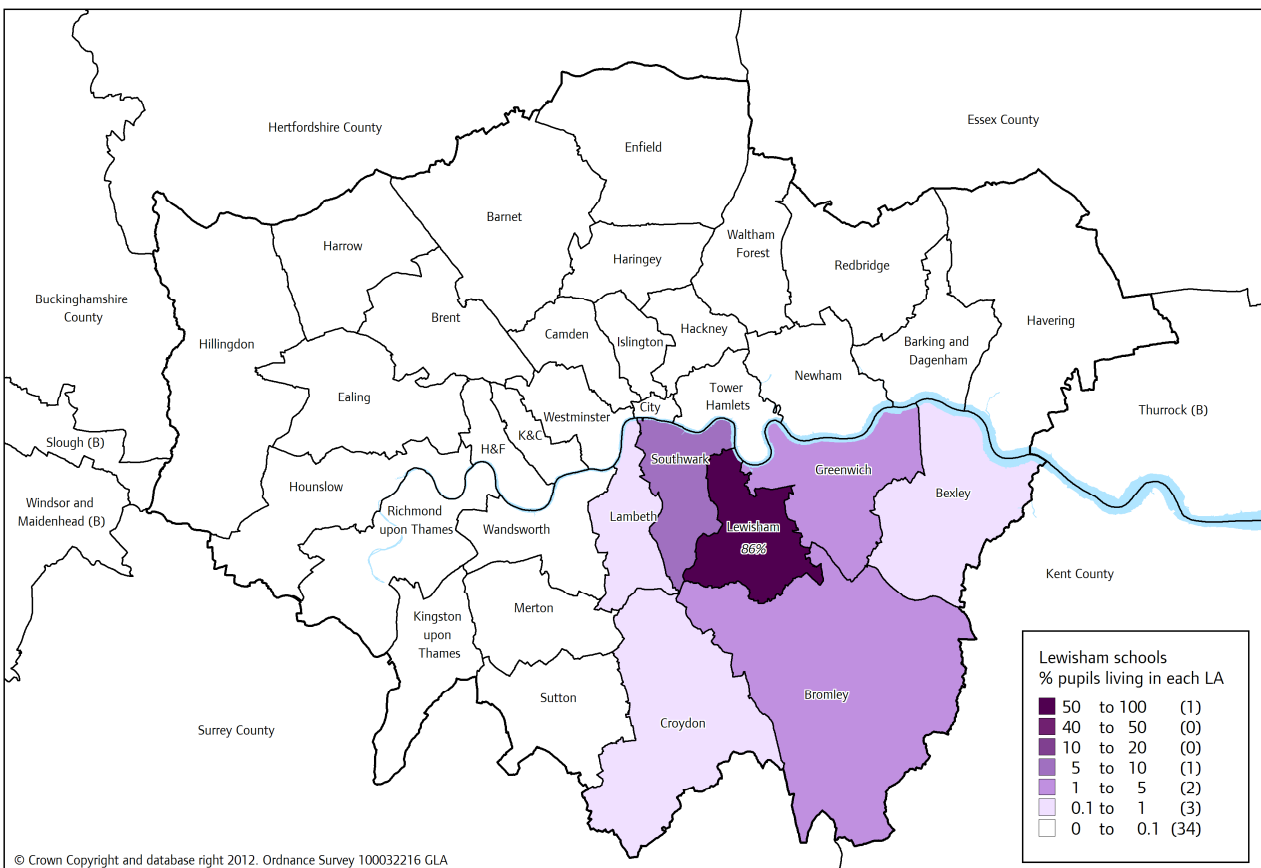 Hertfordshire County
Essex County
Enfield
Barnet
Harrow
Waltham
Forest
Haringey
Redbridge
Buckinghamshire
County
Hillingdon
Brent
Camden
Islington
Hackney
Havering
Barking and
Dagenham
Ealing
Newham
Tower
Hamlets
Westminster
City
K&C
H&F
Thurrock (B)
Slough (B)
Southwark
Greenwich
Hounslow
Bexley
Windsor and
Maidenhead (B)
Richmond
upon Thames
Wandsworth
Lambeth
Lewisham
86%
Kent County
Merton
Kingston
upon
Thames
Sutton
Bromley
Croydon
Surrey County
Lewisham schools
% pupils living in each LA
50 to 100 (1)
40 to 50 (0)
10 to 20 (0)
5 to 10 (1)
1 to 5 (2)
0.1 to 1 (3)
0 to 0.1 (34)
© Crown Copyright and database right 2012. Ordnance Survey 100032216 GLA